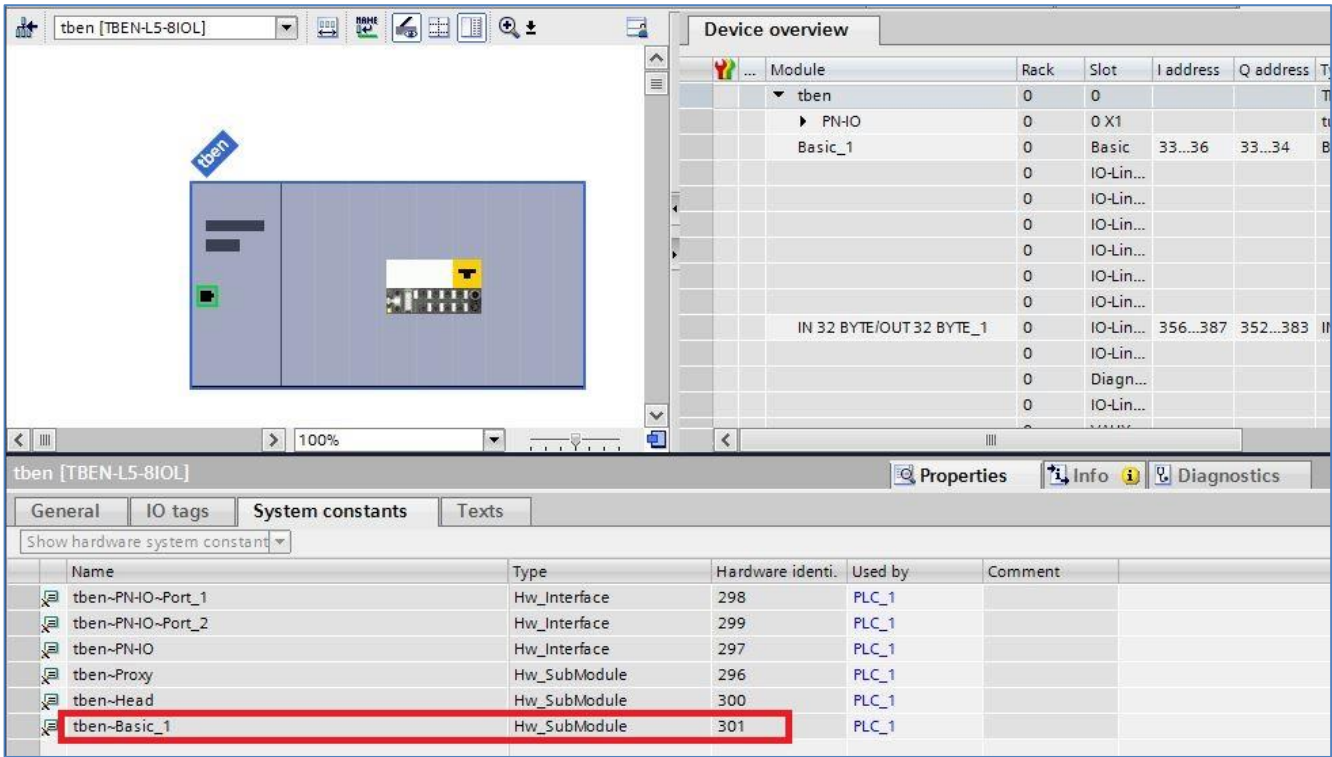 tben [TBEN-L5-8IOL]
Device overview
... Module Rack Slot I address Q address
tben 0 0
PN-IO 0 0 X1
Basic_1 0 Basic 33...36 33...34 B
0 IO-Lin...
0 IO-Lin...
0 IO-Lin...
0 IO-Lin...
0 IO-Lin...
0 IO-Lin...
IN 32 BYTE/OUT 32 BYTE_1 0 IO-Lin... 356...387 352...383
0 IO-Lin...
0 Diagn...
0 IO-Lin...
tben
100%
tben [TBEN-L5-8IOL]
Properties Info Diagnostics
General IO tags System constants Texts
Show hardware system constant
Name Type Hardware identi. Used by Comment
tben~PN-IO~Port_1 Hw_Interface 298 PLC_1
tben~PN-IO~Port_2 Hw_Interface 299 PLC_1
tben~PN-IO Hw_Interface 297 PLC_1
tben~Proxy Hw_SubModule 296 PLC_1
tben~Head Hw_SubModule 300 PLC_1
tben~Basic_1 Hw_SubModule 301 PLC_1